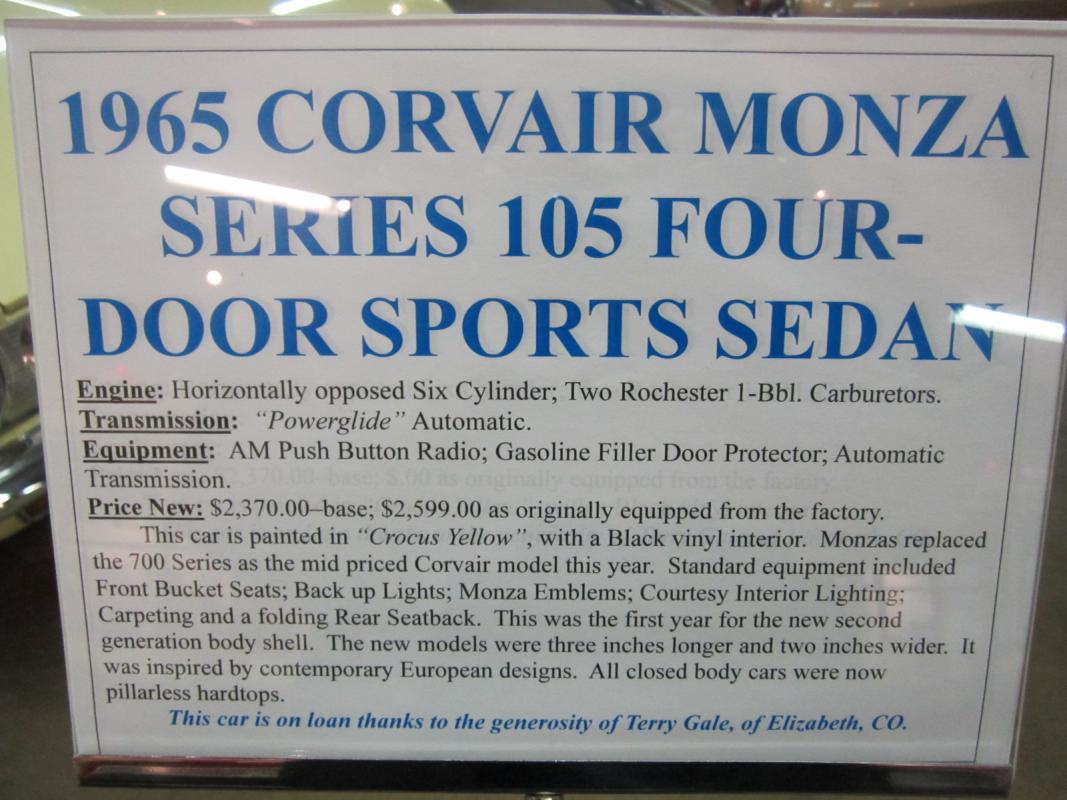 1965 CORVAIR MONZA
SERIES 105 FOUR-
DOOR SPORTS SEDAN
Engine: Horizontally opposed Six Cylinder; Two Rochester 1-Bbl. Carburetors.
Transmission: “Powerglide” Automatic.
Equipment: AM Push Button Radio; Gasoline Filler Door Protector; Automatic
Transmission.
Price New: $2,370.00–base; $2,599.00 as originally equipped from the factory.
This car is painted in “Crocus Yellow”, with a Black vinyl interior. Monzas replaced
the 700 Series as the mid priced Corvair model this year. Standard equipment included
Front Bucket Seats; Back up Lights; Monza Emblems; Courtesy Interior Lighting;
Carpeting and a folding Rear Seatback. This was the first year for the new second
generation body shell. The new models were three inches longer and two inches wider. It
was inspired by contemporary European designs. All closed body cars were now
pillarless hardtops.
This car is on loan thanks to the generosity of Terry Gale, of Elizabeth, CO.